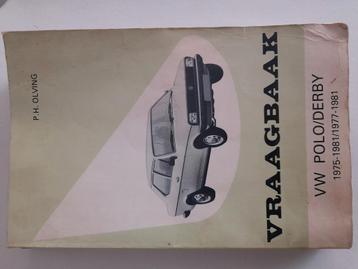 P.H. OLVING
VRAAGBAAK
VW POLO/DERBY
1975-1981/1977-1981